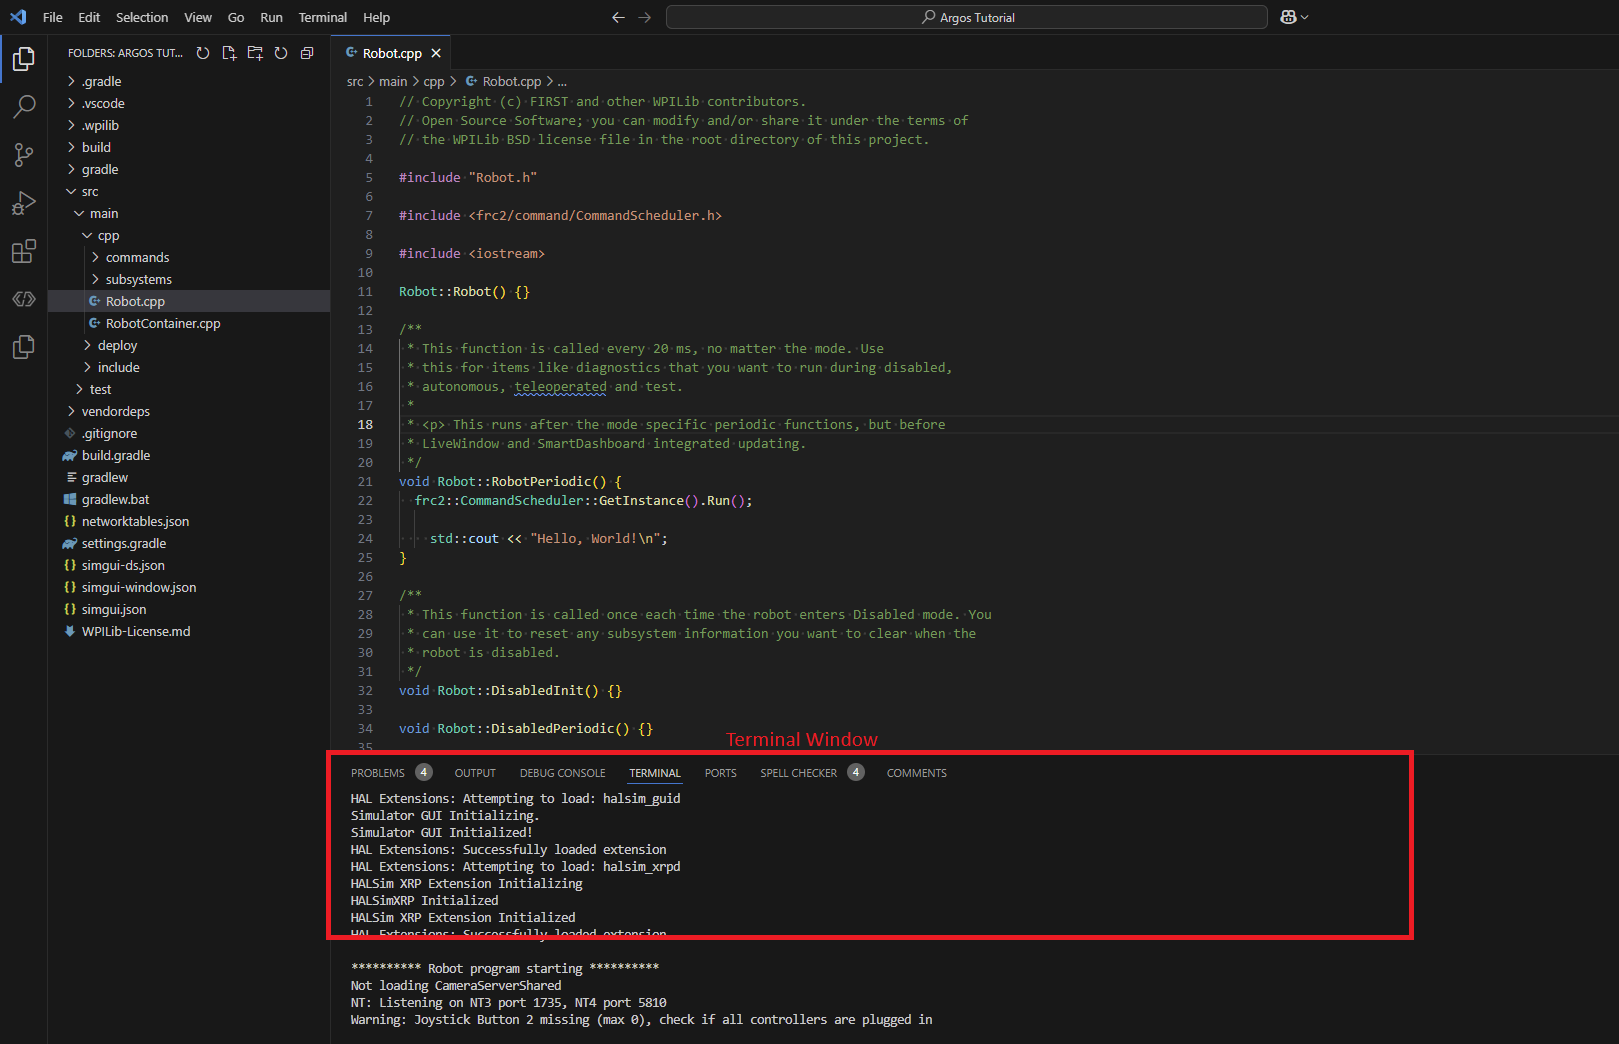 File Edit Selection View Go Run Terminal Help
Argos Tutorial
FOLDERS: ARGOS TUT...
.gradle
.vscode
.wpilib
build
gradle
src
main
cpp
commands
subsystems
Robot.cpp
RobotContainer.cpp
deploy
include
test
vendordeps
.gitignore
build.gradle
gradlew
gradlew.bat
networktables.json
settings.gradle
simgui-ds.json
simgui-window.json
simgui.json
WPILib-License.md
Robot.cpp
src > main > cpp > Robot.cpp > ...
1 // Copyright (c) FIRST and other WPILib contributors.
2 // Open Source Software; you can modify and/or share it under the terms of
3 // the WPILib BSD license file in the root directory of this project.
4
5 #include "Robot.h"
6
7 #include <frc2/command/CommandScheduler.h>
8
9 #include <iostream>
10
11 Robot::Robot() {}
12
13 /**
14 * This function is called every 20 ms, no matter the mode. Use
15 * this for items like diagnostics that you want to run during disabled,
16 * autonomous, teleoperated and test.
17 *
18 * <p> This runs after the mode specific periodic functions, but before
19 * LiveWindow and SmartDashboard integrated updating.
20 */
21 void Robot::RobotPeriodic() {
22 frc2::CommandScheduler::GetInstance().Run();
23
24 std::cout << "Hello, World!\n";
25 }
26
27 /**
28 * This function is called once each time the robot enters Disabled mode. You
29 * can use it to reset any subsystem information you want to clear when the
30 * robot is disabled.
31 */
32 void Robot::DisabledInit() {}
33
34 void Robot::DisabledPeriodic() {}
35
Terminal Window
PROBLEMS 4 OUTPUT DEBUG CONSOLE TERMINAL PORTS SPELL CHECKER 4 COMMENTS
HAL Extensions: Attempting to load: halsim_guid
Simulator GUI Initializing.
Simulator GUI Initialized!
HAL Extensions: Successfully loaded extension
HAL Extensions: Attempting to load: halsim_xrpd
HALSim XRP Extension Initializing
HALSimXRP Initialized
HALSim XRP Extension Initialized
HAL Extensions: Successfully loaded extension
********** Robot program starting **********
Not loading CameraServerShared
NT: Listening on NT3 port 1735, NT4 port 5810
Warning: Joystick Button 2 missing (max 0), check if all controllers are plugged in